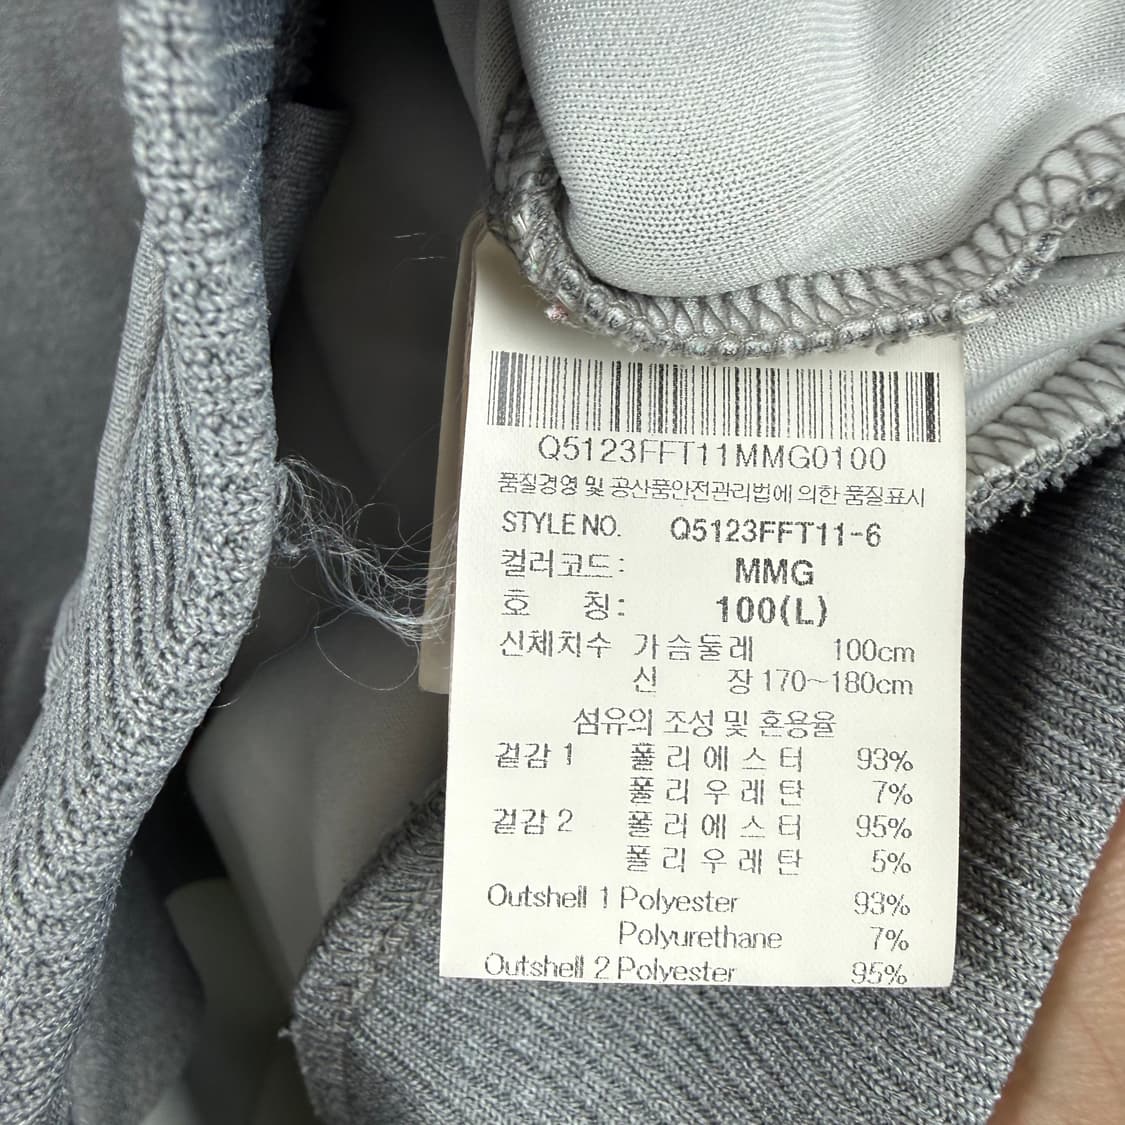 Q5123FFT11MMG0100
품질경영 및 공산품안전관리법에 의한 품질표시
STYLE NO. Q5123FFT11-6
컬러코드: MMG
호 칭: 100(L)
신체치수 가슴둘레 100cm
신 장 170~180cm
섬유의 조성 및 혼용율
겉감 1 폴리에스터 93%
폴리우레탄 7%
겉감 2 폴리에스터 95%
폴리우레탄 5%
Outshell 1 Polyester 93%
Polyurethane 7%
Outshell 2 Polyester 95%